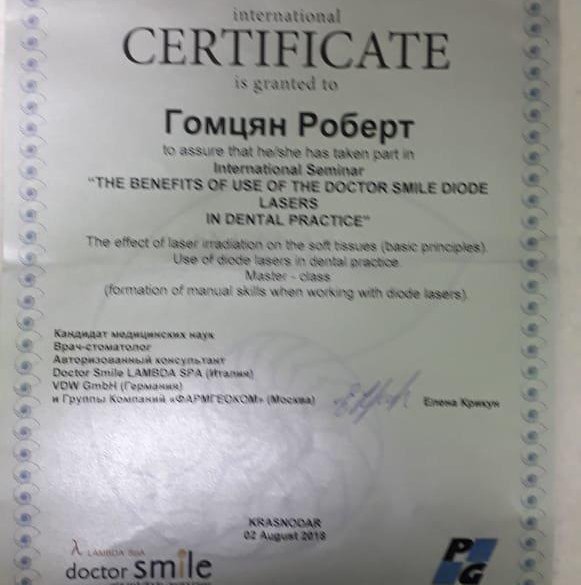 international
CERTIFICATE
is granted to
Гомцян Роберт
to assure that he/she has taken part in
International Seminar
"THE BENEFITS OF USE OF THE DOCTOR SMILE DIODE
LASERS
IN DENTAL PRACTICE"
The effect of laser irradiation on the soft tissues (basic principles).
Use of diode lasers in dental practice.
Master - class
(formation of manual skills when working with diode lasers)
Кандидат медицинских наук
Врач-стоматолог
Авторизованный консультант
Doctor Smile LAMBDA SPA (Италия)
VDW GmbH (Германия)
и Группы Компаний «ФАРМГЕОКОМ» (Москва)
Елена Крикун
KRASNODAR
02 August 2018
λ LAMBDA SpA
doctor smile
PG